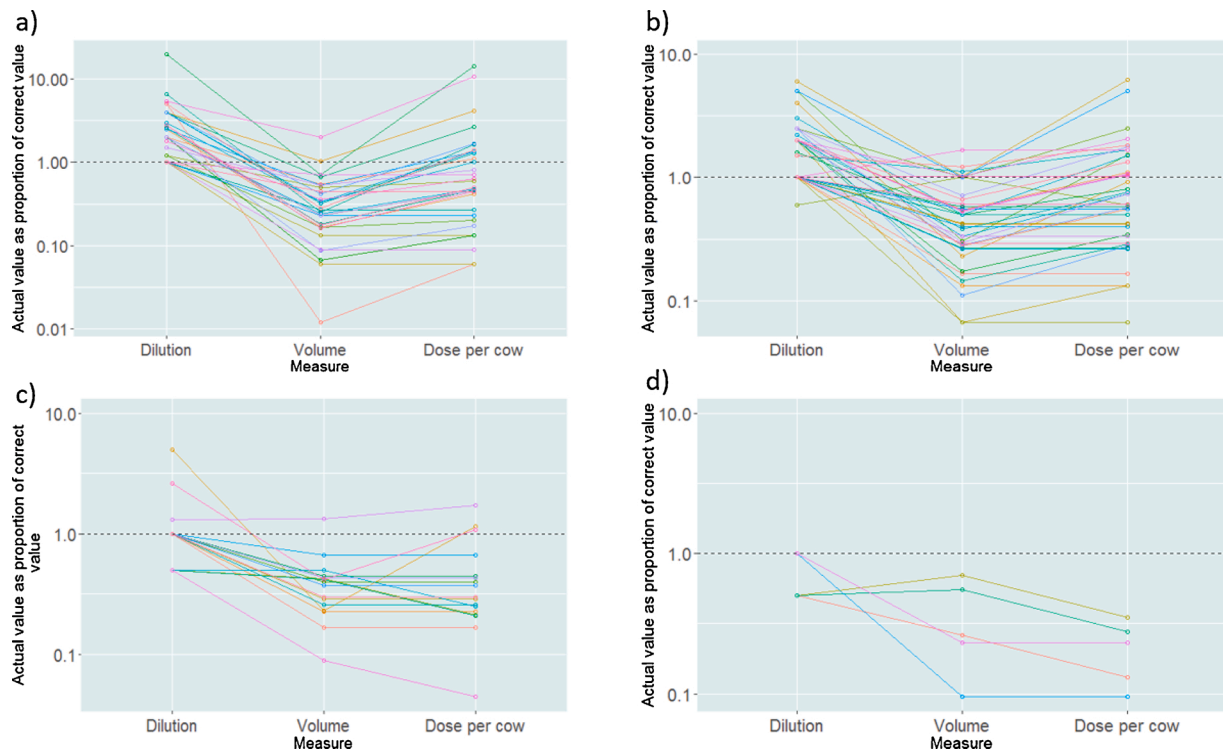 a)
Actual value as proportion of correct value
10.00
1.00
0.10
0.01
Dilution
Volume
Dose per cow
Measure
b)
Actual value as proportion of correct value
10.0
1.0
0.1
Dilution
Volume
Dose per cow
Measure
c)
Actual value as proportion of correct
value
10.0
1.0
0.1
Dilution
Volume
Dose per cow
Measure
d)
Actual value as proportion of correct value
10.0
1.0
0.1
Dilution
Volume
Dose per cow
Measure